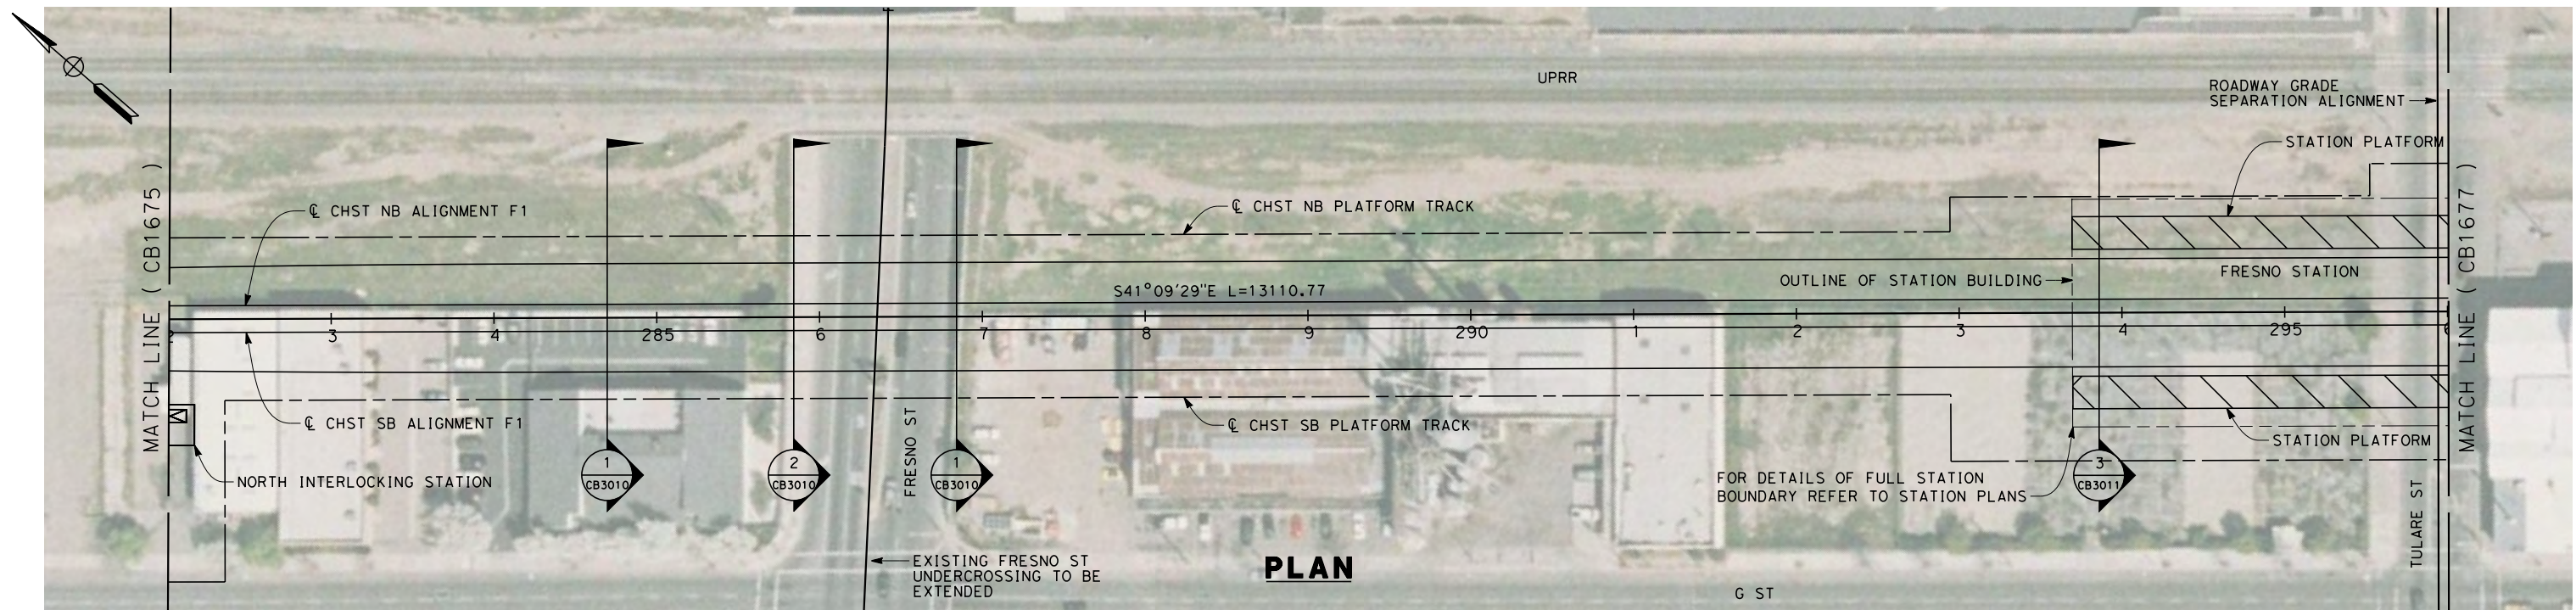 UPRR
ROADWAY GRADE
SEPARATION ALIGNMENT
STATION PLATFORM
MATCH LINE ( CB1675 )
℄ CHST NB ALIGNMENT F1
℄ CHST NB PLATFORM TRACK
MATCH LINE ( CB1677 )
FRESNO STATION
OUTLINE OF STATION BUILDING
S41°09'29"E L=13110.77
2 3 4 285 6 7 8 9 290 1 2 3 4 295 6
℄ CHST SB ALIGNMENT F1
FRESNO ST
℄ CHST SB PLATFORM TRACK
STATION PLATFORM
NORTH INTERLOCKING STATION
1
CB3010
2
CB3010
1
CB3010
FOR DETAILS OF FULL STATION
BOUNDARY REFER TO STATION PLANS
3
CB3011
TULARE ST
EXISTING FRESNO ST
UNDERCROSSING TO BE
EXTENDED
PLAN
G ST